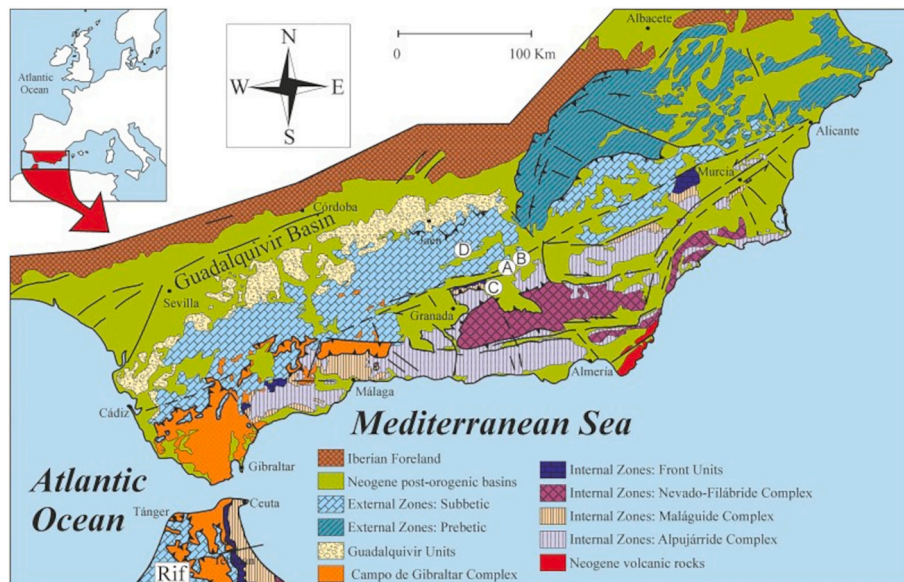 Atlantic
Ocean
N
W
E
S
0
100 Km
Albacete
Alicante
Murcia
Córdoba
Jaén
Guadalquivir Basin
Sevilla
D
B
A
C
Granada
Almería
Málaga
Cádiz
Gibraltar
Mediterranean Sea
Atlantic
Ocean
Ceuta
Tánger
Rif
Iberian Foreland
Neogene post-orogenic basins
External Zones: Subbetic
External Zones: Prebetic
Guadalquivir Units
Campo de Gibraltar Complex
Internal Zones: Front Units
Internal Zones: Nevado-Filábride Complex
Internal Zones: Maláguide Complex
Internal Zones: Alpujárride Complex
Neogene volcanic rocks